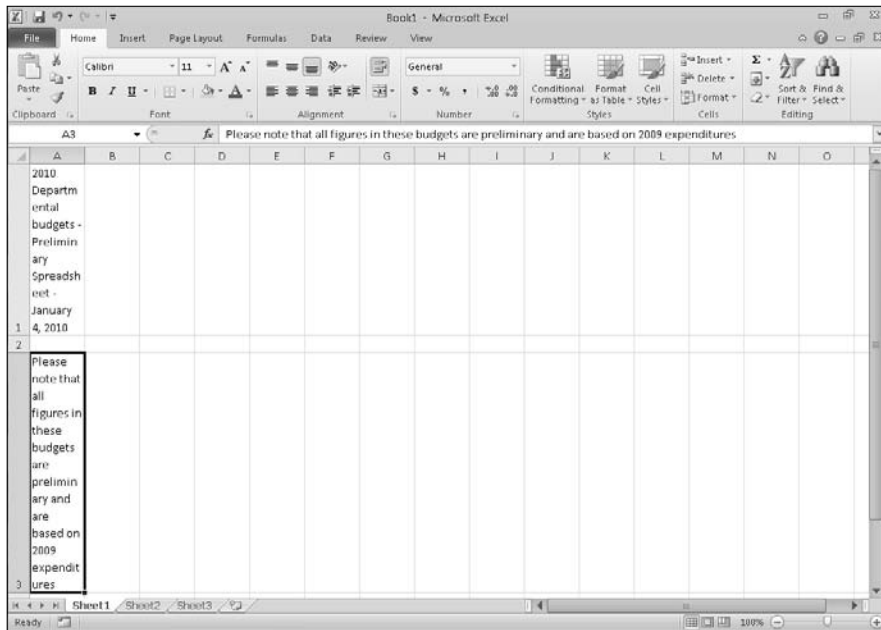 Book1 - Microsoft Excel
File Home Insert Page Layout Formulas Data Review View
Calibri 11 A A General Insert Σ
Paste B I U A $ % , .0 .00 .00 .0 Conditional Formatting Format as Table Cell Styles Delete Format Sort & Filter Find & Select
Clipboard Font Alignment Number Styles Cells Editing
A3 fx Please note that all figures in these budgets are preliminary and are based on 2009 expenditures
A B C D E F G H I J K L M N O
2010
Departm
ental
budgets -
Prelimin
ary
Spreadsh
eet -
January
1 4, 2010
2
Please
note that
all
figures in
these
budgets
are
prelimin
ary and
are
based on
2009
expendit
3 ures
Sheet1 Sheet2 Sheet3
Ready 100%